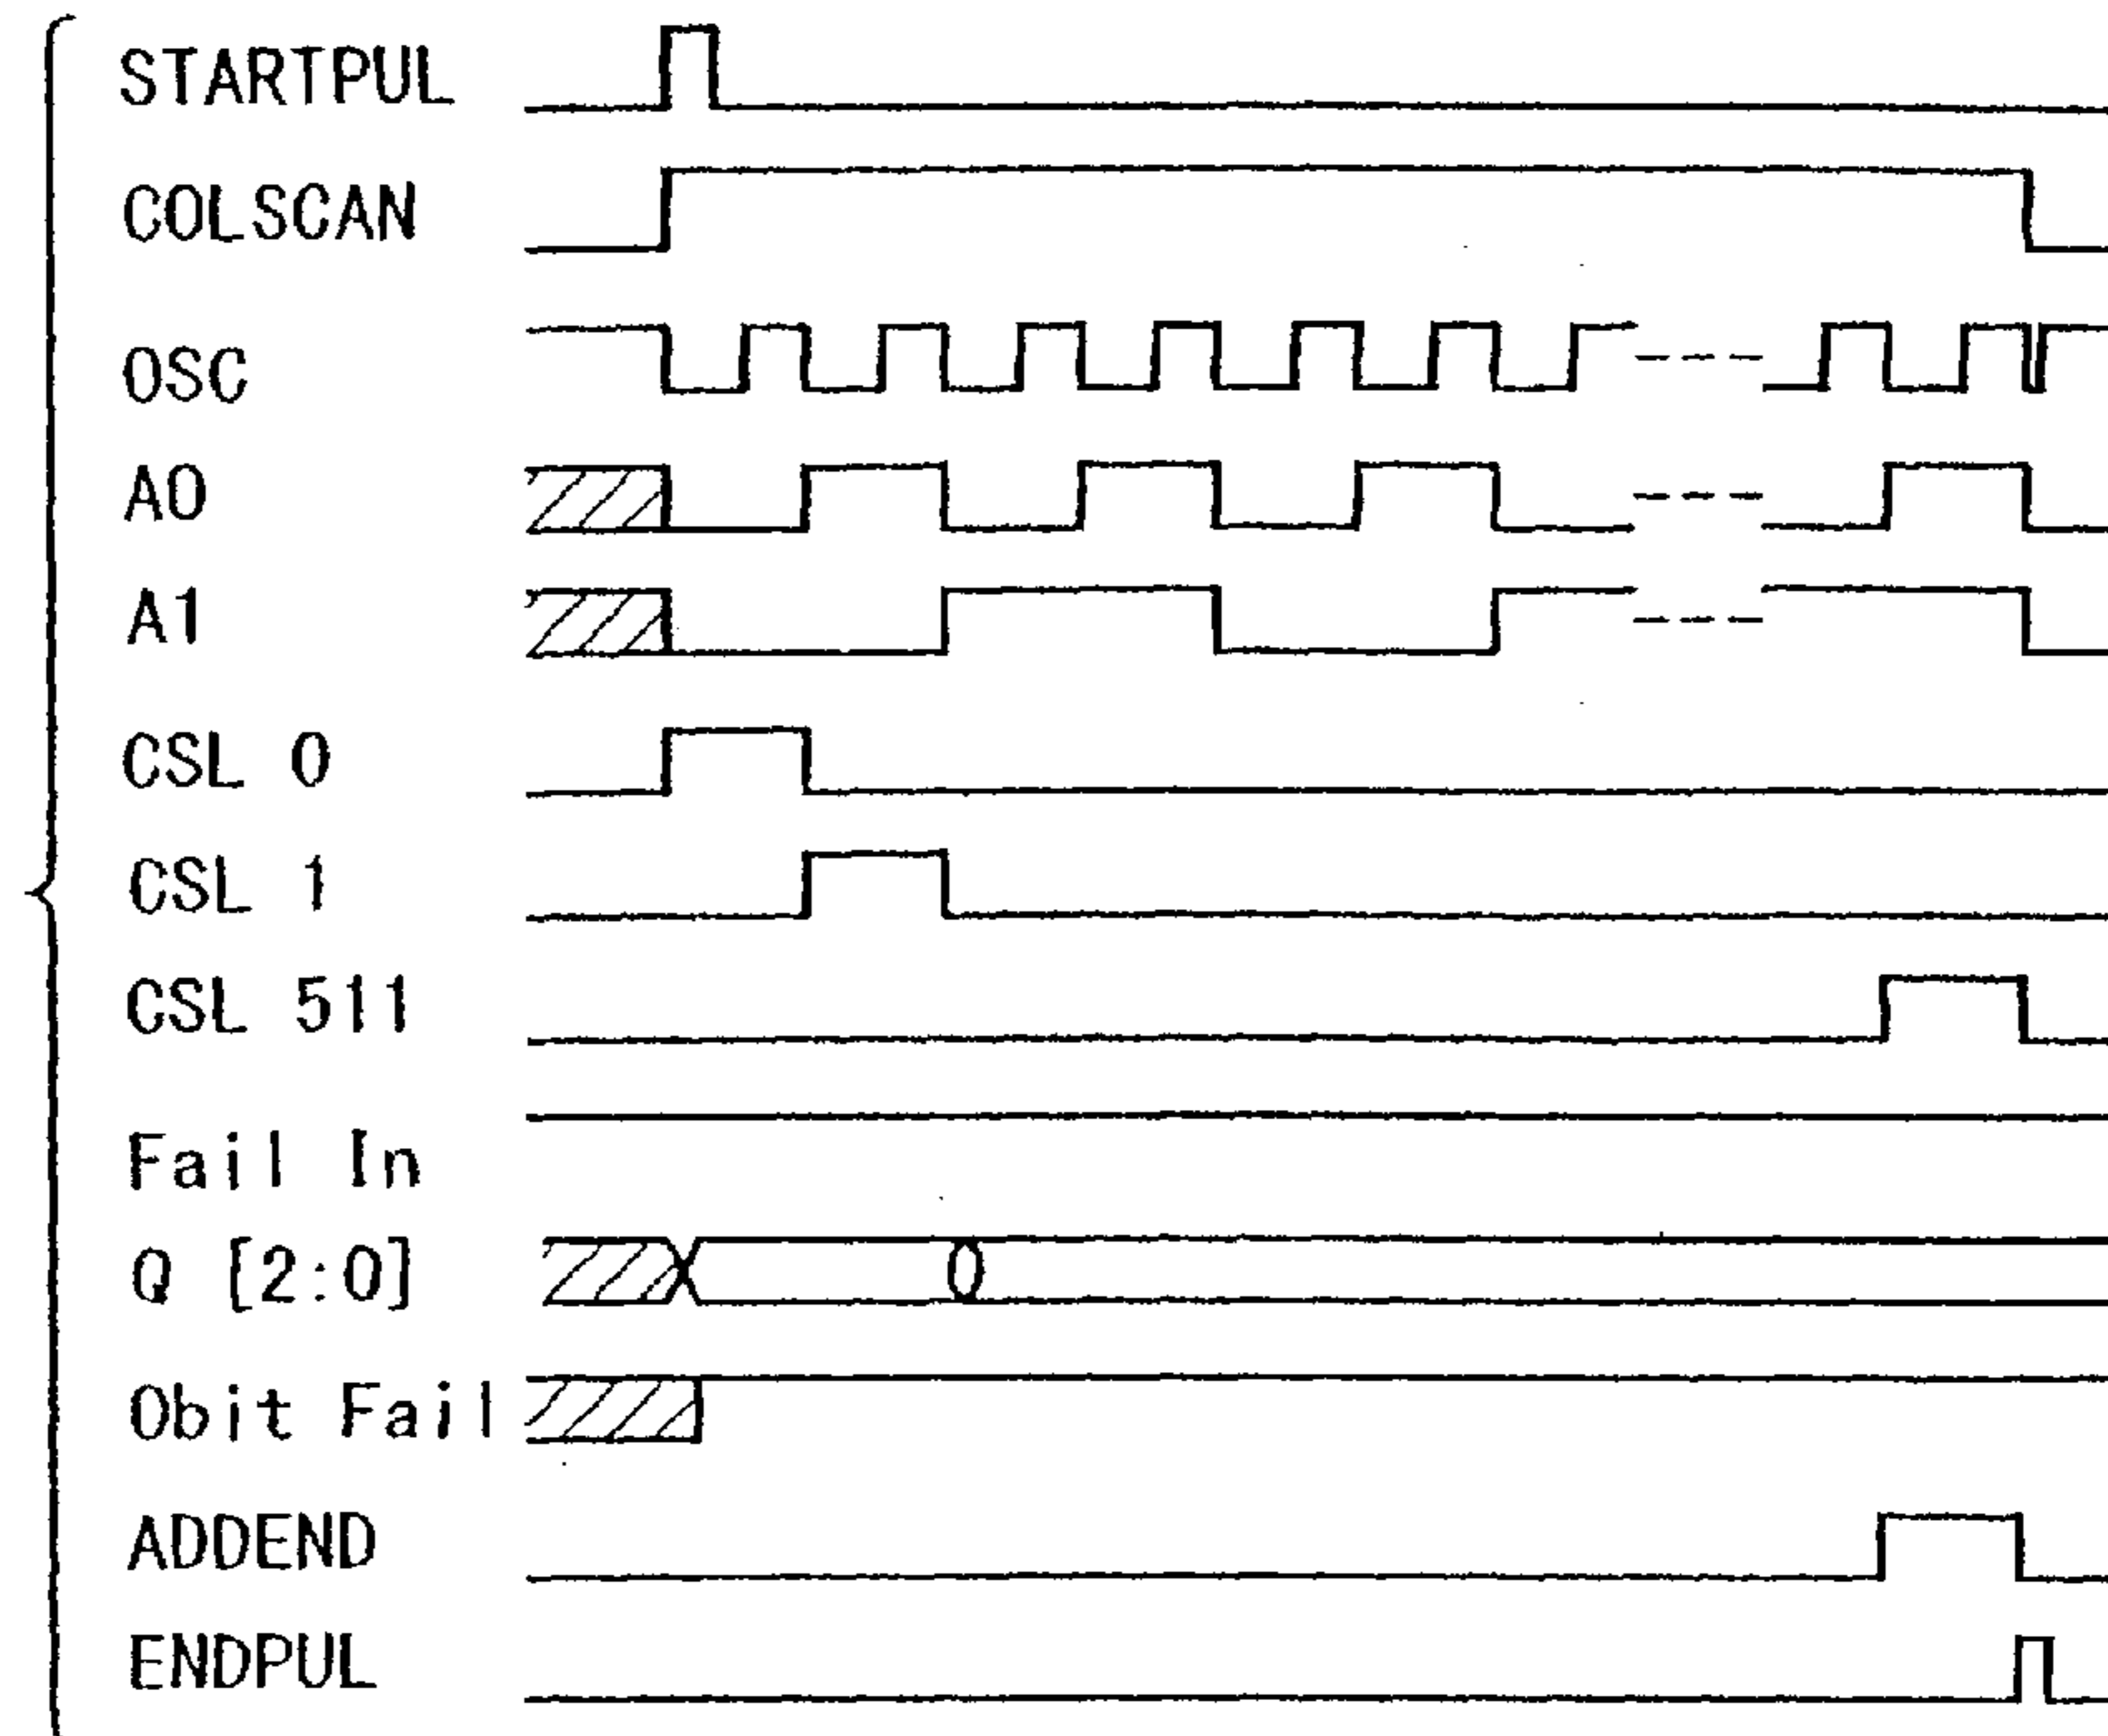 STARTPUL
COLSCAN
OSC
A0
A1
CSL 0
CSL 1
CSL 511
Fail In
Q [2:0]
0bit Fail
ADDEND
ENDPUL